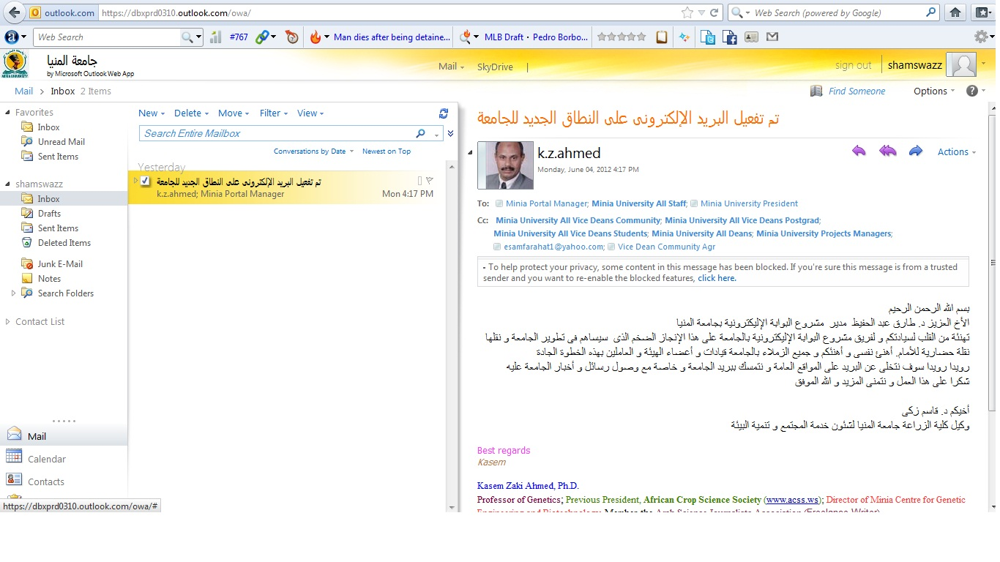 outlook.com
https://dbxprd0310.outlook.com/owa/
Web Search (powered by Google)
Web Search
#767
Man dies after being detaine...
MLB Draft · Pedro Borbo...
MINIA UNIVERSITY
جامعة المنيا
by Microsoft Outlook Web App
Mail
SkyDrive
sign out
shamswazz
Mail > Inbox 2 Items
Find Someone
Options
Favorites
Inbox
Unread Mail
Sent Items
shamswazz
Inbox
Drafts
Sent Items
Deleted Items
Junk E-Mail
Notes
Search Folders
Contact List
Mail
Calendar
Contacts
https://dbxprd0310.outlook.com/owa/#
New
Delete
Move
Filter
View
Search Entire Mailbox
Conversations by Date
Newest on Top
Yesterday
تم تفعيل البريد الإلكترونى على النطاق الجديد للجامعة
k.z.ahmed; Minia Portal Manager
Mon 4:17 PM
تم تفعيل البريد الإلكترونى على النطاق الجديد للجامعة
k.z.ahmed
Monday, June 04, 2012 4:17 PM
Actions
To: Minia Portal Manager; Minia University All Staff; Minia University President
Cc: Minia University All Vice Deans Community; Minia University All Vice Deans Postgrad;
Minia University All Vice Deans Students; Minia University All Deans; Minia University Projects Managers;
esamfarahat1@yahoo.com; Vice Dean Community Agr
- To help protect your privacy, some content in this message has been blocked. If you're sure this message is from a trusted
sender and you want to re-enable the blocked features, click here.
بسم الله الرحمن الرحيم
الأخ العزيز د. طارق عبد الحفيظ مدير مشروع البوابة الإليكترونية بجامعة المنيا
تهنئة من القلب لسيادتكم و لفريق مشروع البوابة الإليكترونية بالجامعة على هذا الإنجاز الضخم الذى سيساهم فى تطوير الجامعة و نقلها
نقلة حضارية للأمام. أهنئ نفسى و أهنئكم و جميع الزملاء بالجامعة قيادات و أعضاء الهيئة و العاملين بهذه الخطوة الجادة
رويدا رويدا سوف نتخلى عن البريد على المواقع العامة و نتمسك ببريد الجامعة و خاصة مع وصول رسائل و أخبار الجامعة عليه
شكرا على هذا العمل و نتمنى المزيد و الله الموفق
أخيكم د. قاسم زكى
وكيل كلية الزراعة جامعة المنيا لشئون خدمة المجتمع و تنمية البيئة
Best regards
Kasem
Kasem Zaki Ahmed, Ph.D.
Professor of Genetics; Previous President, African Crop Science Society (www.acss.ws); Director of Minia Centre for Genetic
Engineering and Biotechnology, Member the Arab Science Journalists Association (Freelance Writer)